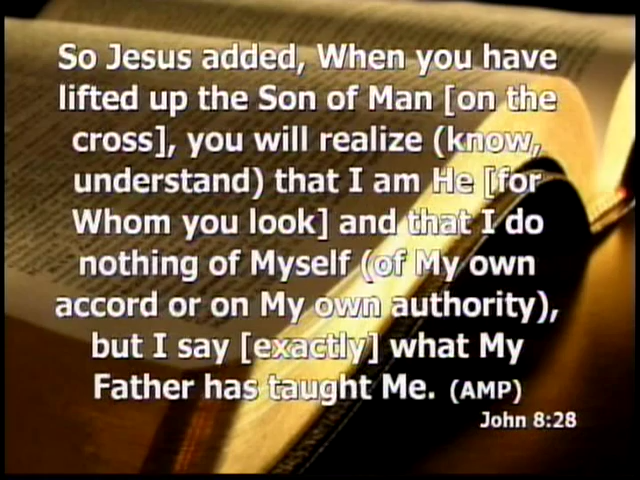 So Jesus added, When you have
lifted up the Son of Man [on the
cross], you will realize (know,
understand) that I am He [for
Whom you look] and that I do
nothing of Myself (of My own
accord or on My own authority),
but I say [exactly] what My
Father has taught Me. (AMP)
John 8:28